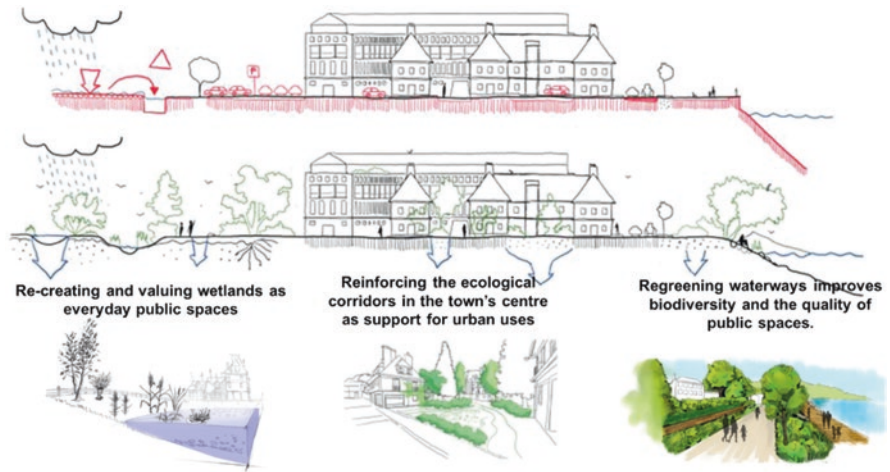 P
Re-creating and valuing wetlands as
everyday public spaces
Reinforcing the ecological
corridors in the town's centre
as support for urban uses
Regreening waterways improves
biodiversity and the quality of
public spaces.